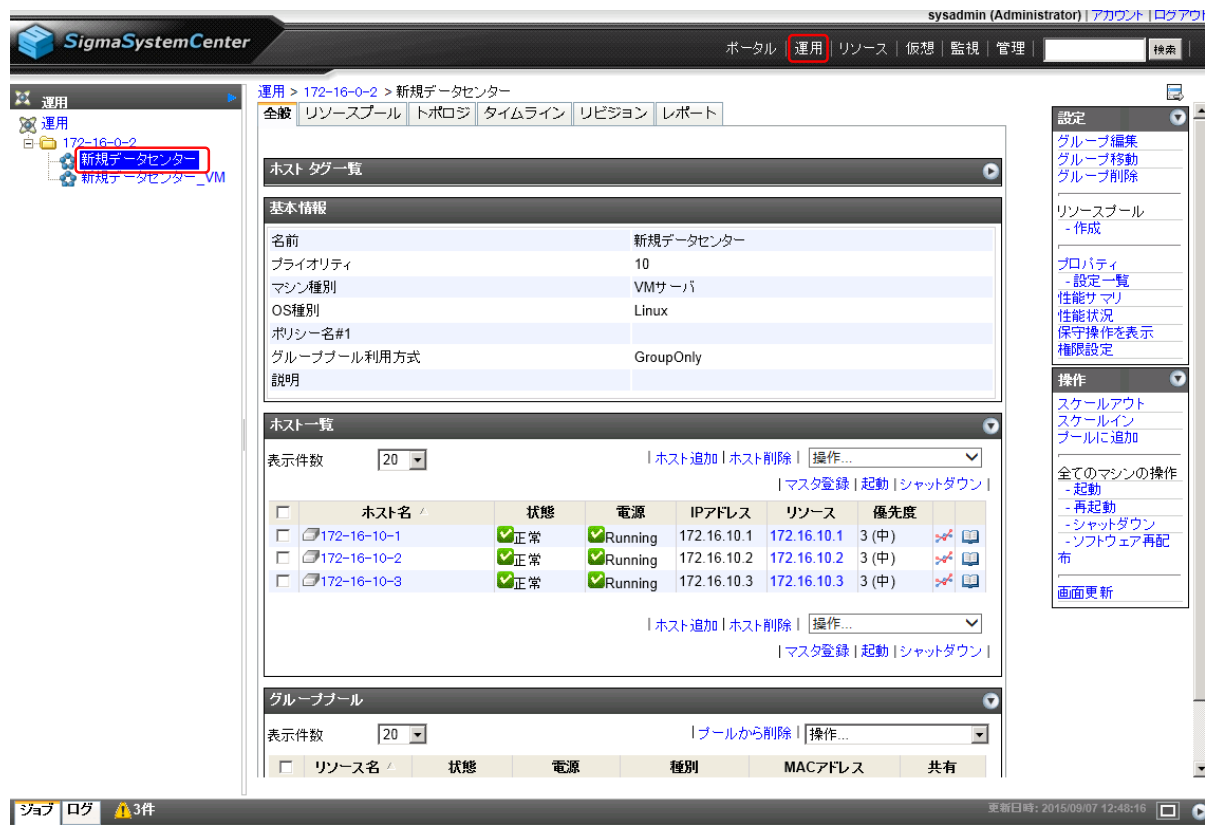 sysadmin (Administrator) | アカウント | ログアウト
SigmaSystemCenter
ポータル | 運用 | リソース | 仮想 | 監視 | 管理 | 検索 |
運用
運用
172-16-0-2
新規データセンター
新規データセンター_VM
運用 > 172-16-0-2 > 新規データセンター
全般 リソースプール トポロジ タイムライン リビジョン レポート
ホスト タグ一覧
基本情報
名前 新規データセンター
プライオリティ 10
マシン種別 VMサーバ
OS種別 Linux
ポリシー名#1
グループプール利用方式 GroupOnly
説明
ホスト一覧
表示件数 20 | ホスト追加 | ホスト削除 | 操作...
| マスタ登録 | 起動 | シャットダウン |
ホスト名 状態 電源 IPアドレス リソース 優先度
172-16-10-1 正常 Running 172.16.10.1 172.16.10.1 3 (中)
172-16-10-2 正常 Running 172.16.10.2 172.16.10.2 3 (中)
172-16-10-3 正常 Running 172.16.10.3 172.16.10.3 3 (中)
| ホスト追加 | ホスト削除 | 操作...
| マスタ登録 | 起動 | シャットダウン |
グループプール
表示件数 20 | プールから削除 | 操作...
リソース名 状態 電源 種別 MACアドレス 共有
設定
グループ編集
グループ移動
グループ削除
リソースプール
- 作成
プロパティ
- 設定一覧
性能サマリ
性能状況
保守操作を表示
権限設定
操作
スケールアウト
スケールイン
プールに追加
全てのマシンの操作
- 起動
- 再起動
- シャットダウン
- ソフトウェア再配
布
画面更新
ジョブ ログ 3件
更新日時: 2015/09/07 12:48:16